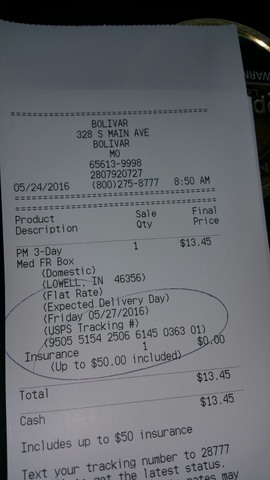 BOLIVAR
328 S MAIN AVE
BOLIVAR
MO
65613-9998
2807920727
05/24/2016 (800)275-8777 8:50 AM
Product Sale Final
Description Qty Price
PM 3-Day 1 $13.45
Med FR Box
(Domestic)
(LOWELL, IN 46356)
(Flat Rate)
(Expected Delivery Day)
(Friday 05/27/2016)
(USPS Tracking #)
(9505 5154 2506 6145 0363 01)
Insurance 1 $0.00
(Up to $50.00 included)
Total $13.45
Cash $13.45
Includes up to $50 insurance
Text your tracking number to 28777
get the latest status.
rates may